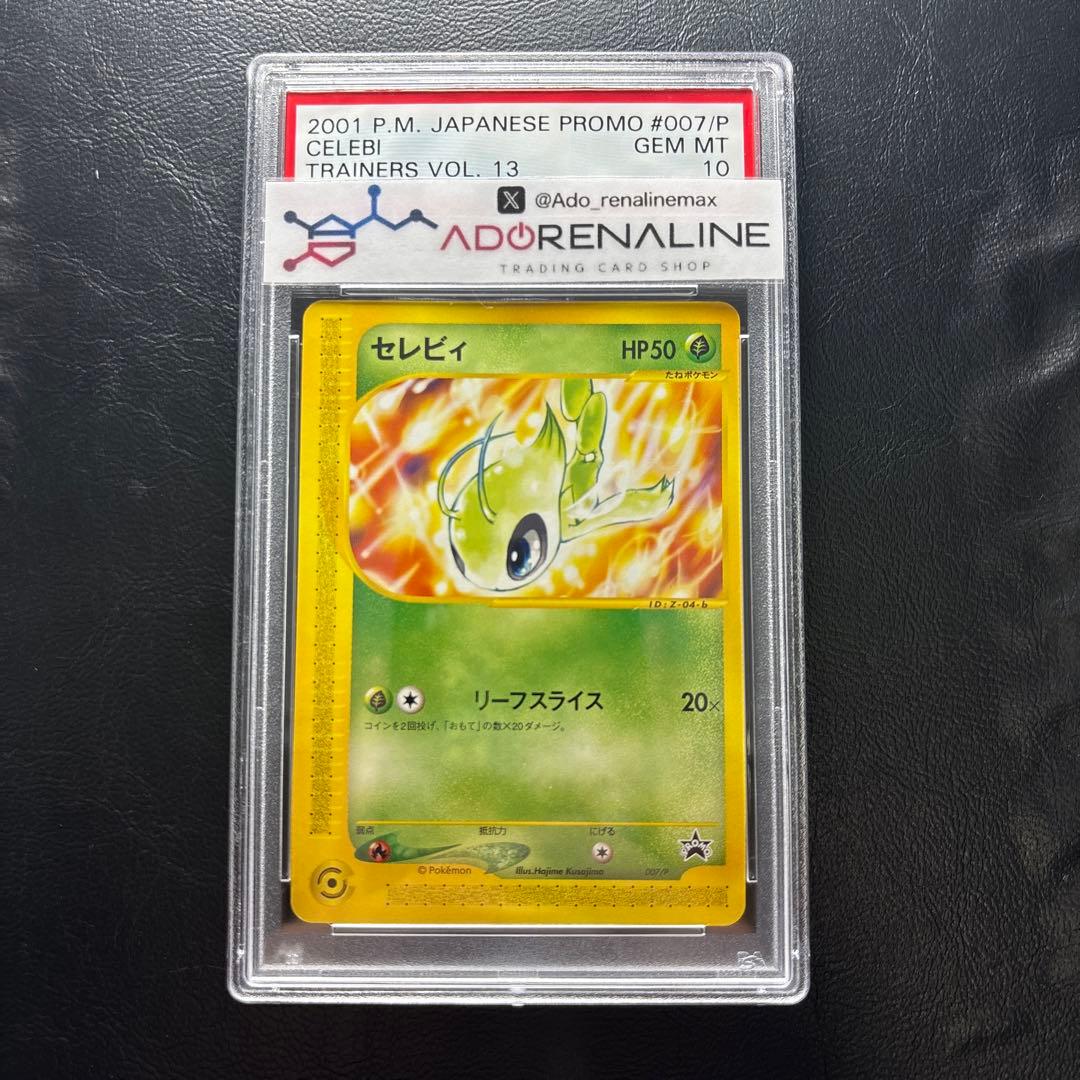 2001 P.M. JAPANESE PROMO #007/P
CELEBI GEM MT
TRAINERS VOL. 13 10
X @Ado_renalinemax
ADORENALINE
TRADING CARD SHOP
セレビィ HP50
たねポケモン
ID:Z-04-b
リーフスライス 20×
コインを2回投げ、「おもて」の数×20ダメージ。
弱点 抵抗力 にげる
PROMO
©Pokémon Illus.Hajime Kusajima 007/P
PSA